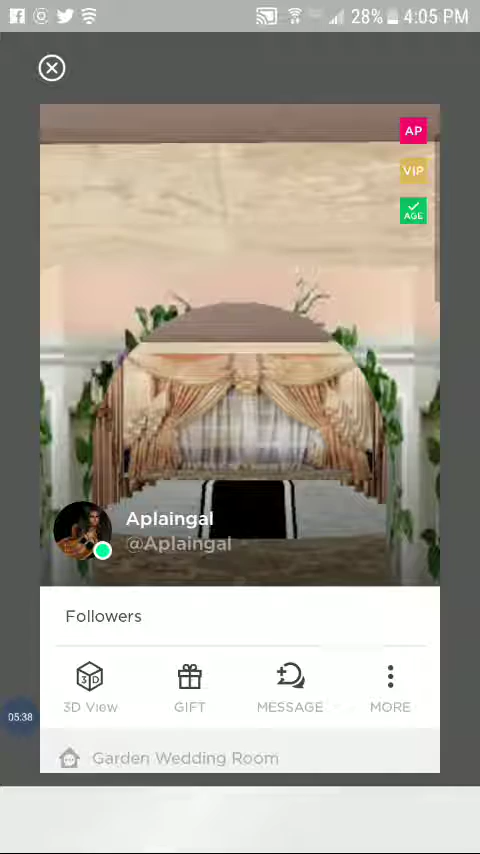 28% 4:05 PM
AP
VIP
AGE
Aplaingal
@Aplaingal
Followers
3D
3D View GIFT MESSAGE MORE
05:38
Garden Wedding Room